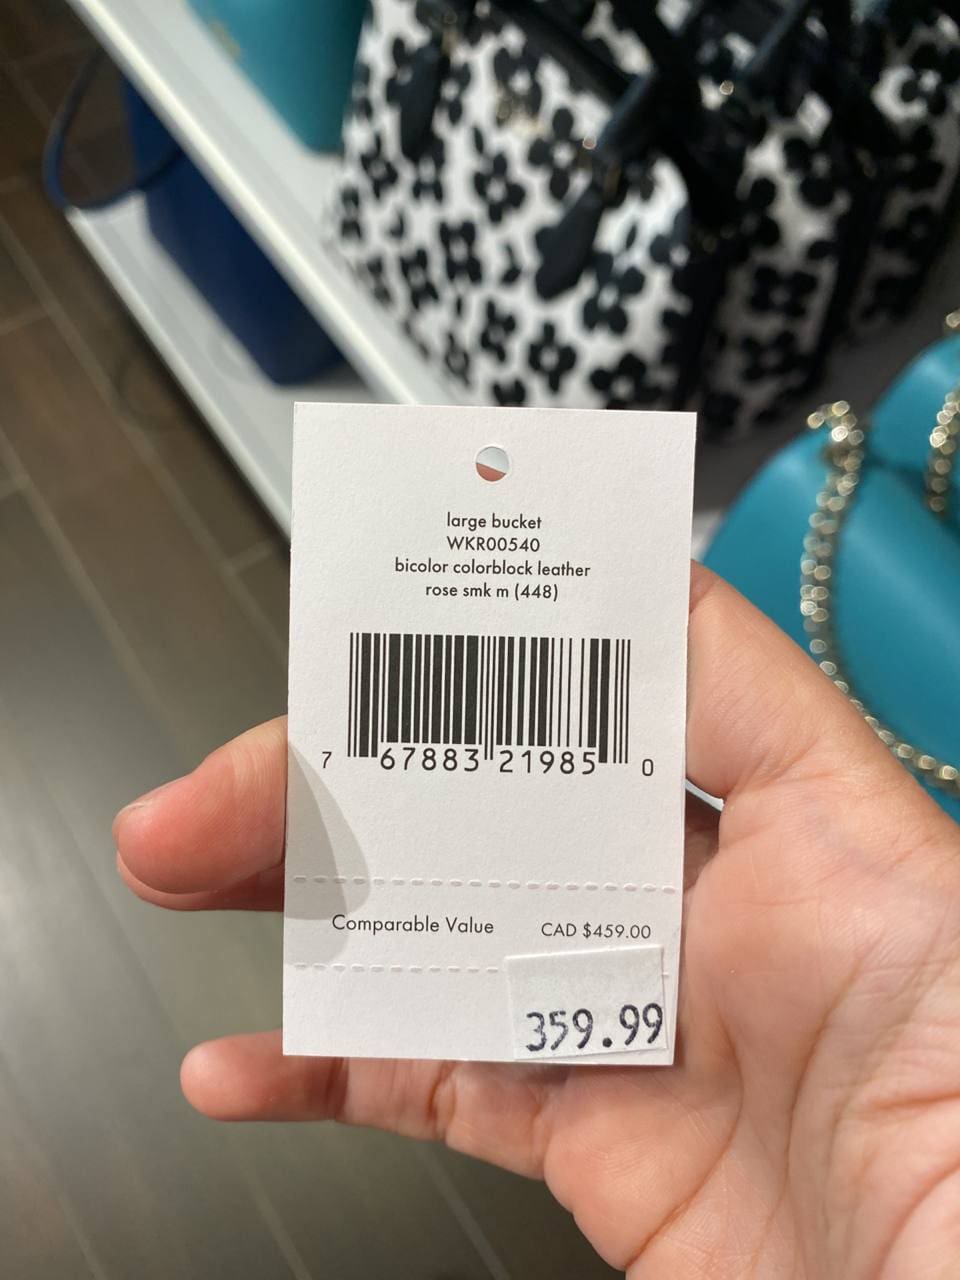 large bucket
WKR00540
bicolor colorblock leather
rose smk m (448)
7 67883 21985 0
Comparable Value CAD $459.00
359.99